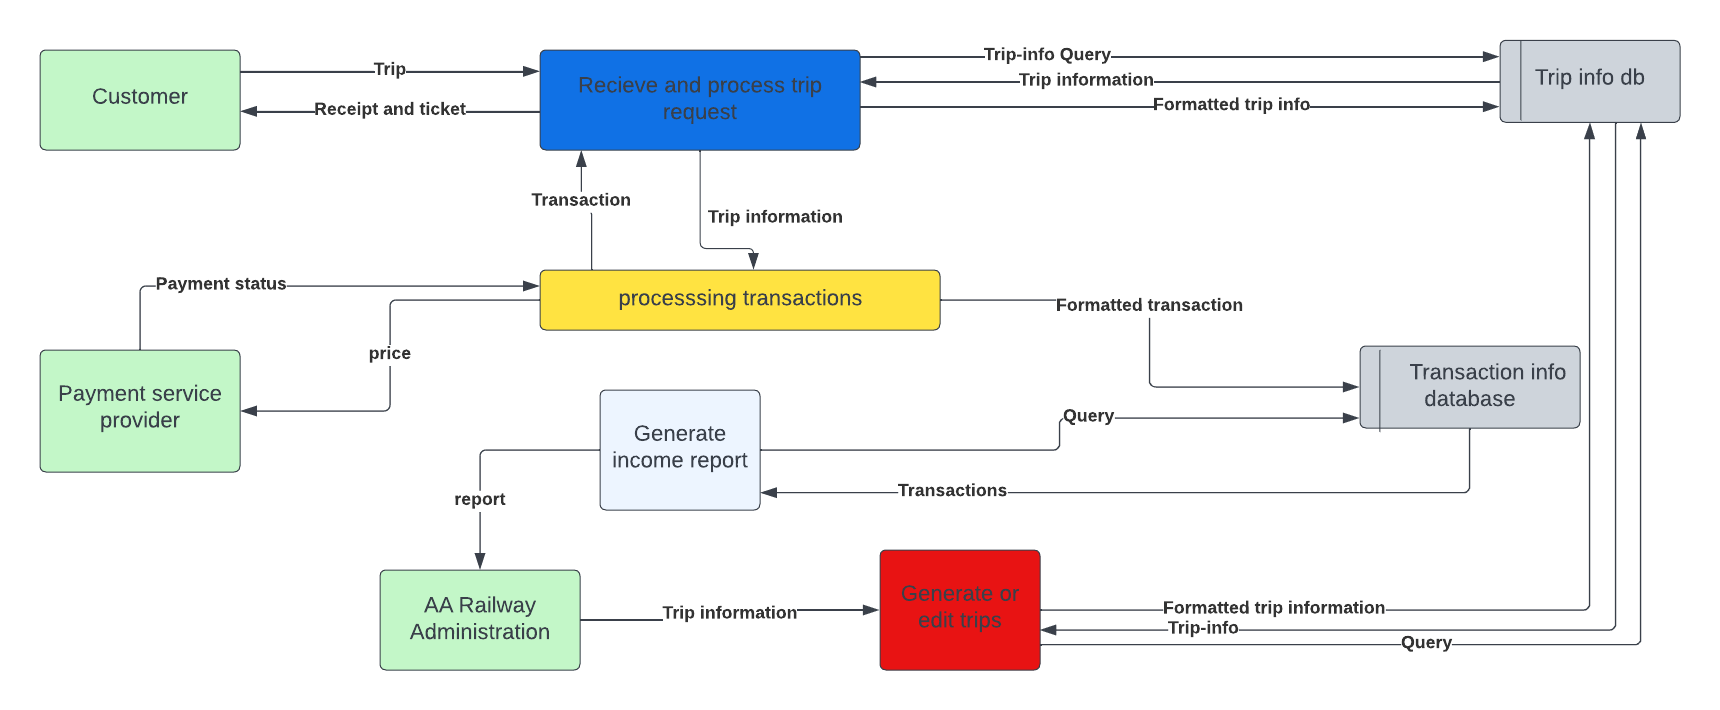 Customer
Trip
Receipt and ticket
Recieve and process trip
request
Trip-info Query
Trip information
Formatted trip info
Trip info db
Transaction
Trip information
Payment status
processsing transactions
price
Formatted transaction
Payment service
provider
Transaction info
database
Generate
income report
Query
Transactions
report
AA Railway
Administration
Trip information
Generate or
edit trips
Formatted trip information
Trip-info
Query